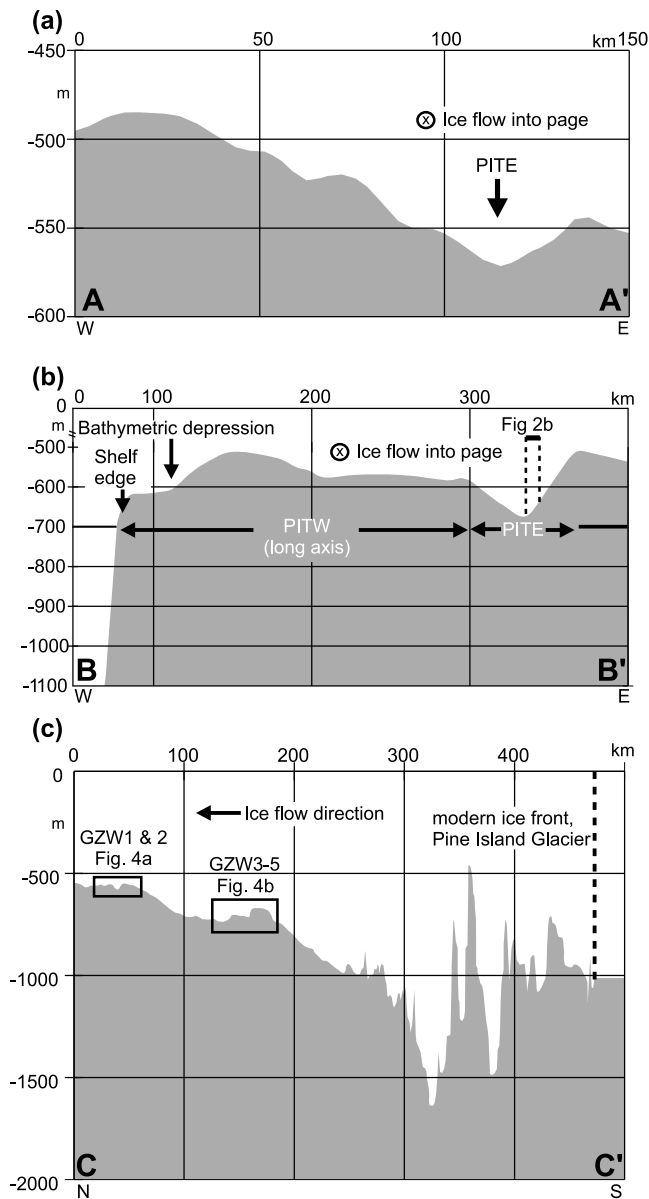 (a)
0 50 100 km 150
-450
m
-500
-550
-600
ⓧ Ice flow into page
PITE
A A'
W E
(b)
0 100 200 300 km
0
m
-500
-600
-700
-800
-900
-1000
-1100
Bathymetric depression
Shelf
edge
ⓧ Ice flow into page
Fig 2b
PITW
(long axis)
PITE
B B'
W E
(c)
0 100 200 300 400 km
0
m
-500
-1000
-1500
-2000
Ice flow direction
GZW1 & 2
Fig. 4a
GZW3-5
Fig. 4b
modern ice front,
Pine Island Glacier
C C'
N S